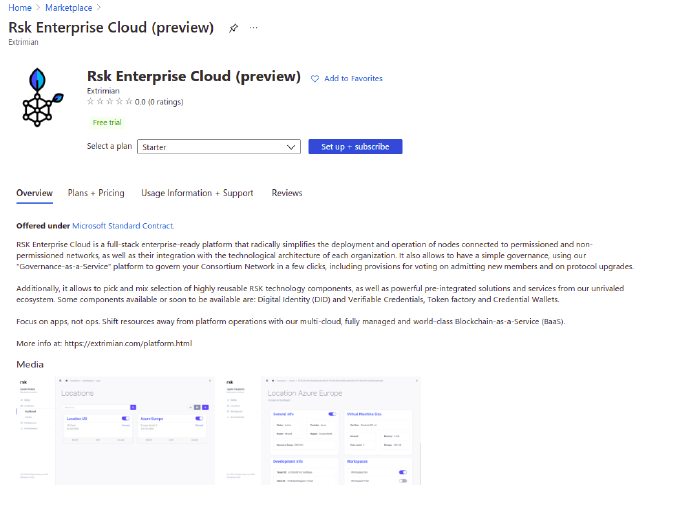 Home > Marketplace >
Rsk Enterprise Cloud (preview) ...
Extrimian
Rsk Enterprise Cloud (preview) Add to Favorites
Extrimian
0.0 (0 ratings)
Free trial
Select a plan Starter Set up + subscribe
Overview Plans + Pricing Usage Information + Support Reviews
Offered under Microsoft Standard Contract.
RSK Enterprise Cloud is a full-stack enterprise-ready platform that radically simplifies the deployment and operation of nodes connected to permissioned and non-
permissioned networks, as well as their integration with the technological architecture of each organization. It also allows to have a simple governance, using our
"Governance-as-a-Service" platform to govern your Consortium Network in a few clicks, including provisions for voting on admitting new members and on protocol upgrades.
Additionally, it allows to pick and mix selection of highly reusable RSK technology components, as well as powerful pre-integrated solutions and services from our unrivaled
ecosystem. Some components available or soon to be available are: Digital Identity (DID) and Verifiable Credentials, Token factory and Credential Wallets.
Focus on apps, not ops. Shift resources away from platform operations with our multi-cloud, fully managed and world-class Blockchain-as-a-Service (BaaS).
More info at: https://extrimian.com/platform.html
Media
rsk
Locations
Location US
Azure Europe
rsk
Location Azure Europe
General info
Virtual Machine Size
Development info
Workspaces